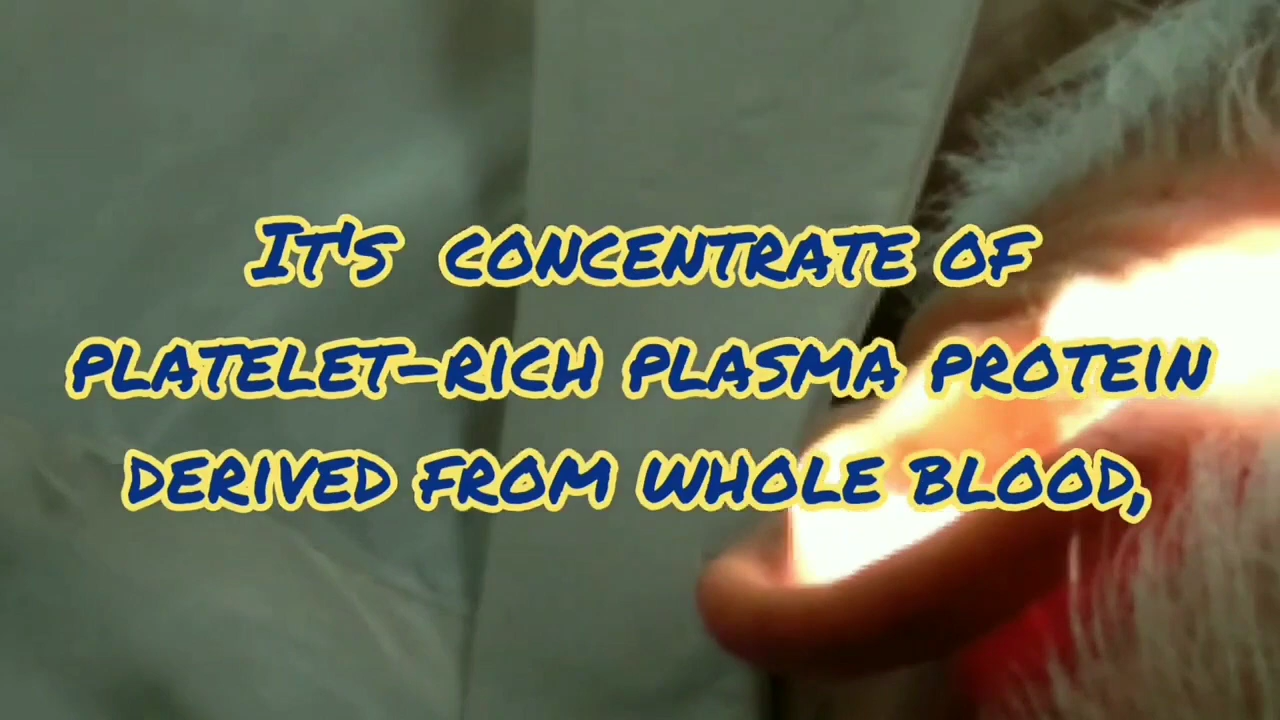 It's concentrate of
platelet-rich plasma protein
derived from whole blood,